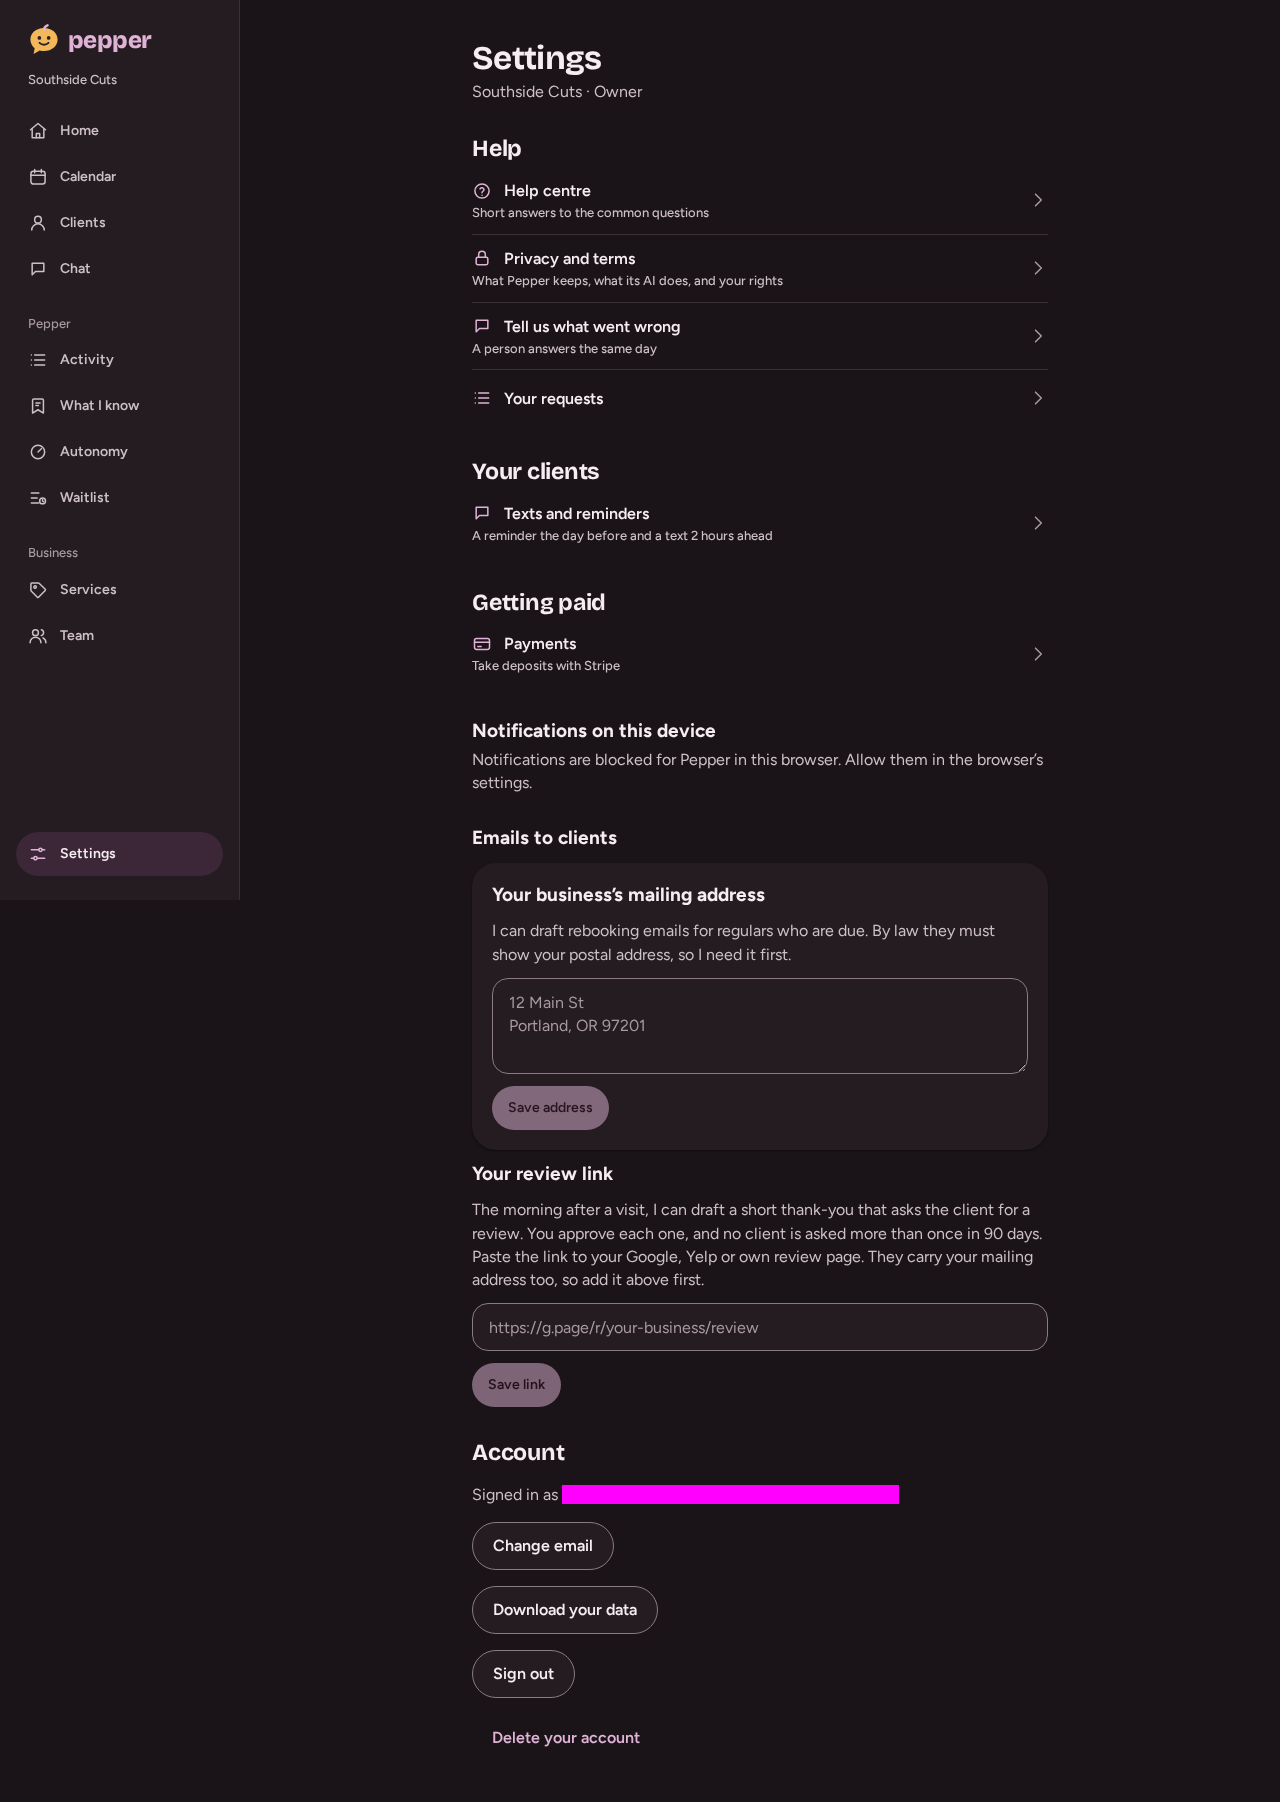 pepper
Southside Cuts
Home
Calendar
Clients
Chat
Pepper
Activity
What I know
Autonomy
Waitlist
Business
Services
Team
Settings
Settings
Southside Cuts · Owner
Help
Help centre
Short answers to the common questions
Privacy and terms
What Pepper keeps, what its AI does, and your rights
Tell us what went wrong
A person answers the same day
Your requests
Your clients
Texts and reminders
A reminder the day before and a text 2 hours ahead
Getting paid
Payments
Take deposits with Stripe
Notifications on this device
Notifications are blocked for Pepper in this browser. Allow them in the browser’s
settings.
Emails to clients
Your business’s mailing address
I can draft rebooking emails for regulars who are due. By law they must
show your postal address, so I need it first.
12 Main St
Portland, OR 97201
Save address
Your review link
The morning after a visit, I can draft a short thank-you that asks the client for a
review. You approve each one, and no client is asked more than once in 90 days.
Paste the link to your Google, Yelp or own review page. They carry your mailing
address too, so add it above first.
https://g.page/r/your-business/review
Save link
Account
Signed in as
Change email
Download your data
Sign out
Delete your account